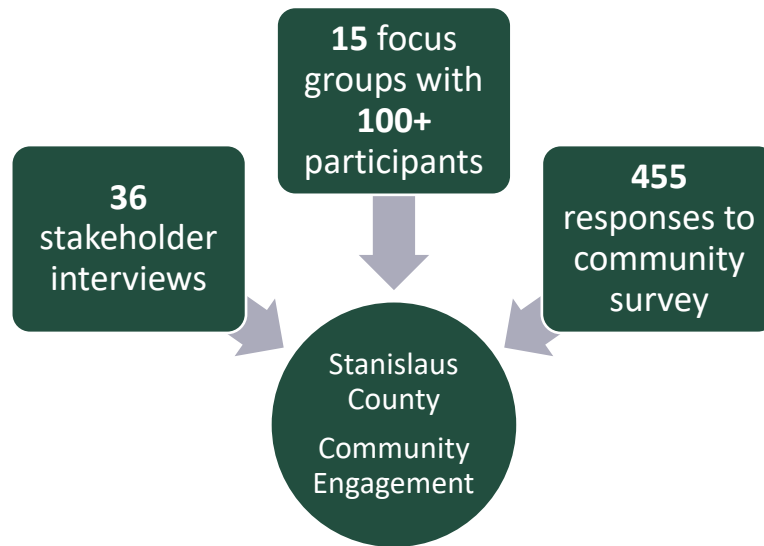 15 focus
groups with
100+
participants
36
stakeholder
interviews
455
responses to
community
survey
Stanislaus
County
Community
Engagement